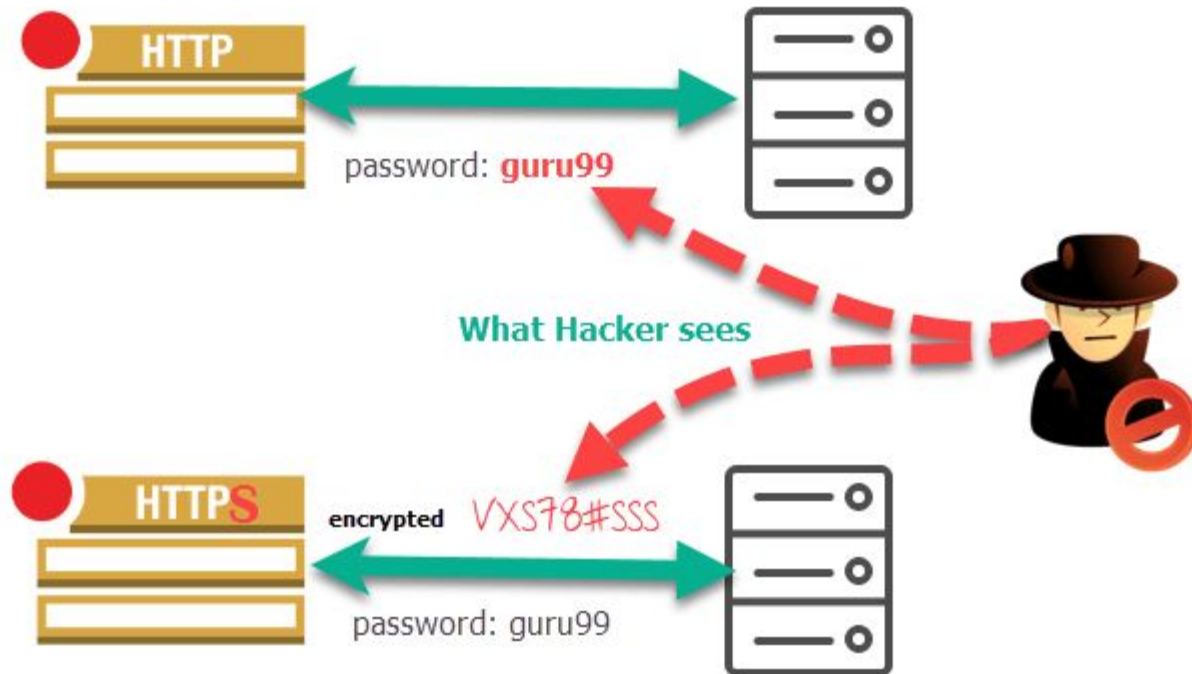 HTTP
password: guru99
What Hacker sees
HTTPS
encrypted VXS78#SSS
password: guru99